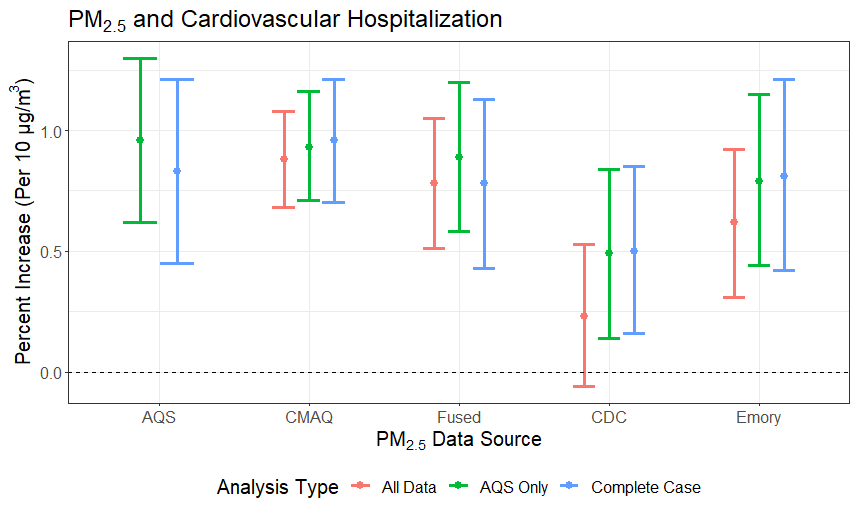 PM2.5 and Cardiovascular Hospitalization
Percent Increase (Per 10 µg/m³)
1.0
0.5
0.0
AQS CMAQ Fused CDC Emory
PM2.5 Data Source
Analysis Type All Data AQS Only Complete Case